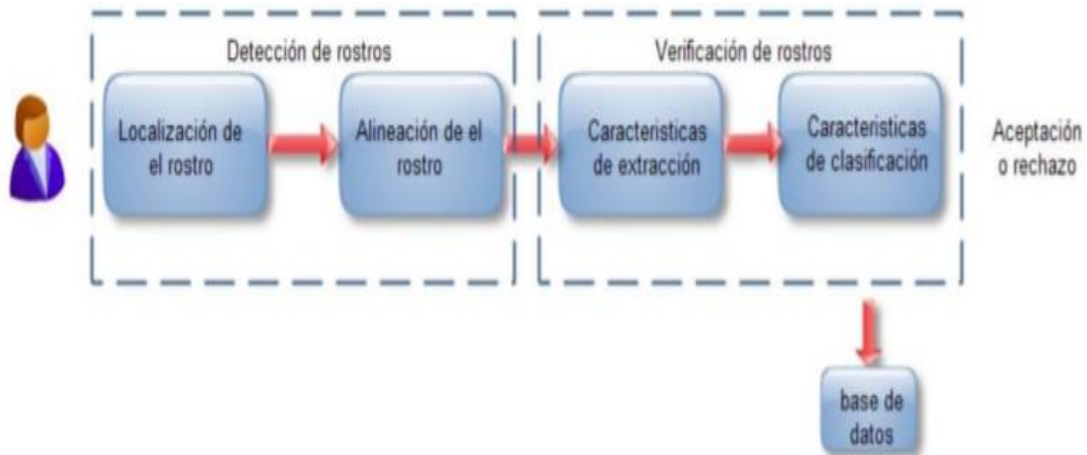 Detección de rostros
Localización de
el rostro
Alineación de el
rostro
Verificación de rostros
Caracteristicas
de extracción
Caracteristicas
de clasificación
Aceptación
o rechazo
base de
datos